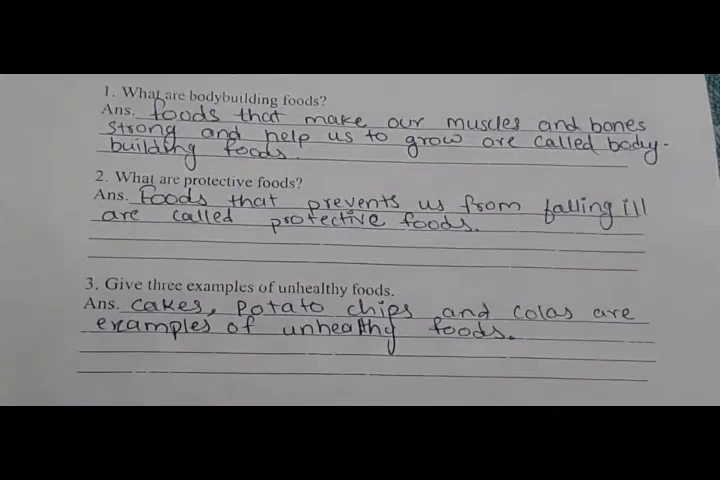 1. What are bodybuilding foods?
Ans. foods that make our muscles and bones
strong and help us to grow are called body-
building foods.
2. What are protective foods?
Ans. Foods that prevents us from falling ill
are called protective foods.
3. Give three examples of unhealthy foods.
Ans. cakes, potato chips and colas are
examples of unhealthy foods.